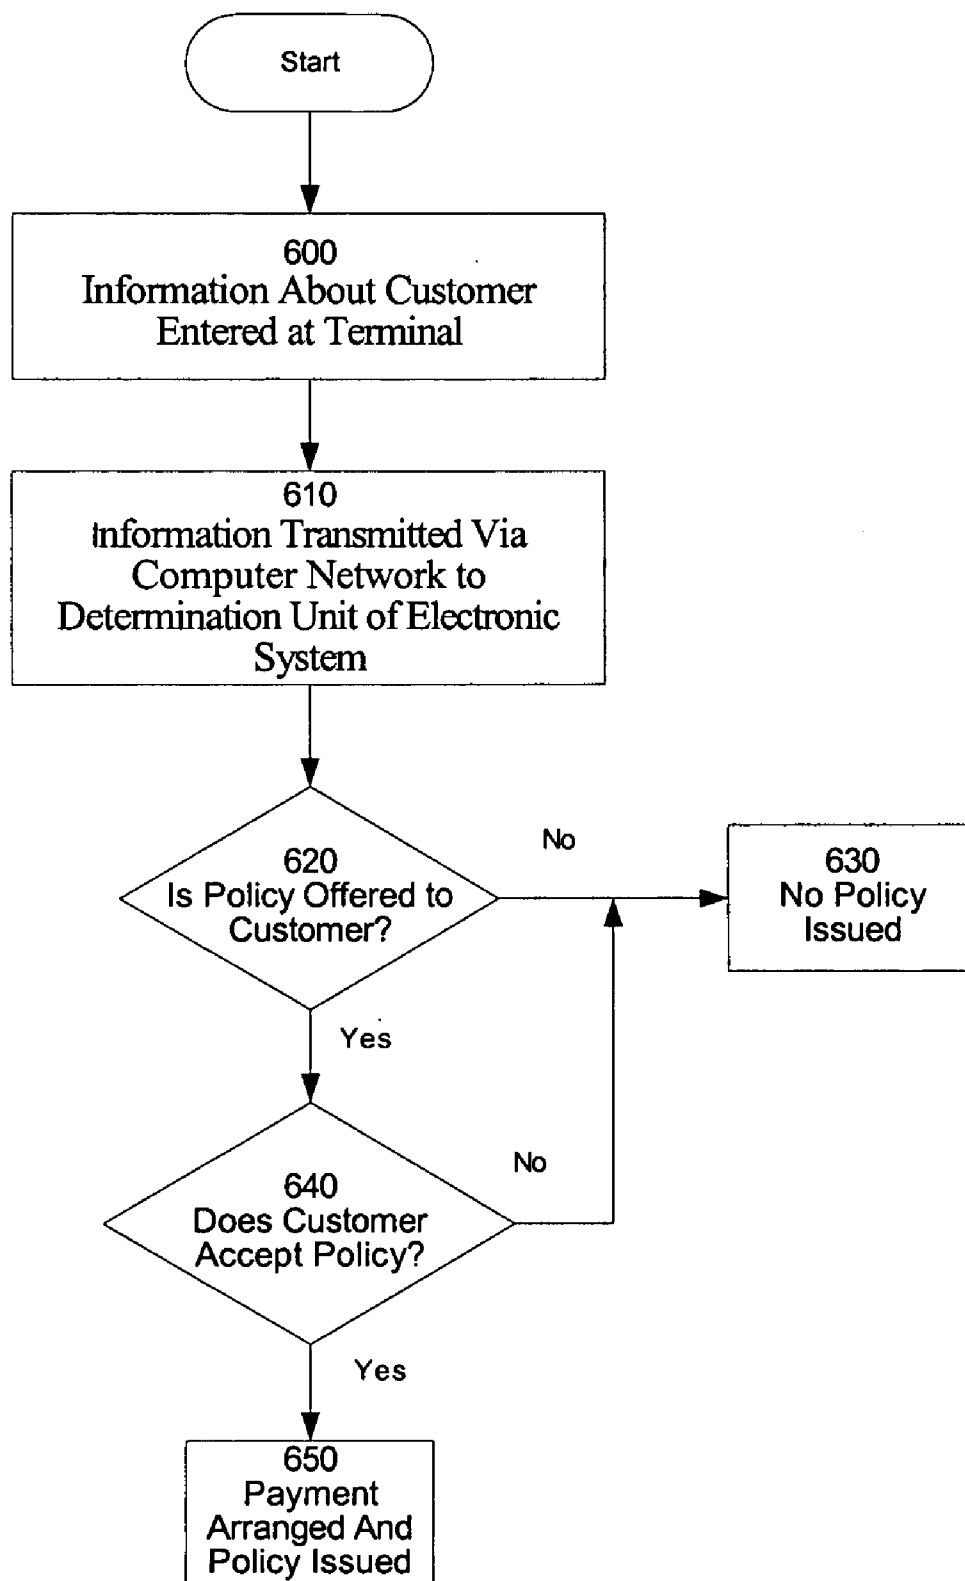 Start
600
Information About Customer
Entered at Terminal
610
Information Transmitted Via
Computer Network to
Determination Unit of Electronic
System
620
Is Policy Offered to
Customer?
No
630
No Policy
Issued
Yes
640
Does Customer
Accept Policy?
No
Yes
650
Payment
Arranged And
Policy Issued